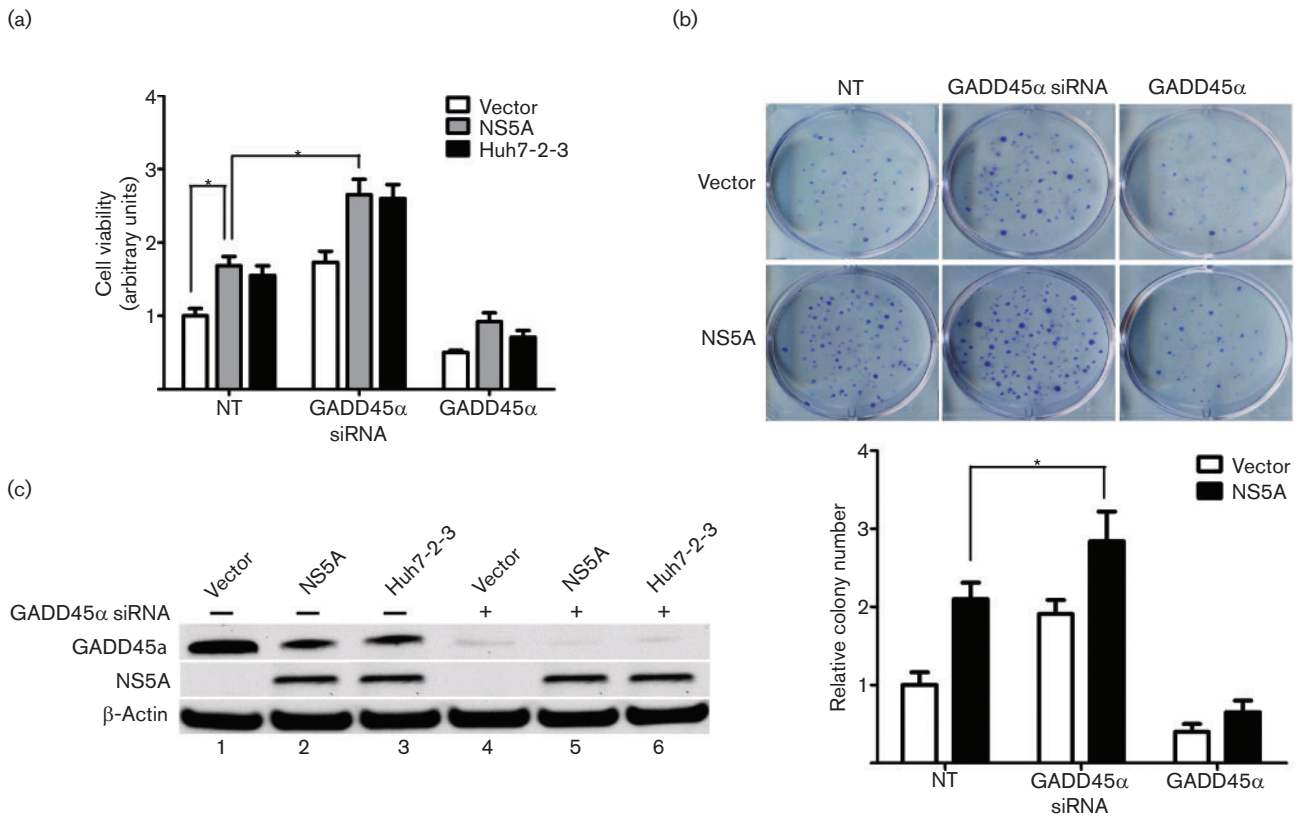 (a)
4
3
2
1
Cell viability
(arbitrary units)
Vector
NS5A
Huh7-2-3
*
*
NT
GADD45α
siRNA
GADD45α
(b)
NT
GADD45α siRNA
GADD45α
Vector
NS5A
4
3
2
1
Relative colony number
*
Vector
NS5A
NT
GADD45α
siRNA
GADD45α
(c)
Vector NS5A Huh7-2-3 Vector NS5A Huh7-2-3
GADD45α siRNA — — — + + +
GADD45a
NS5A
β-Actin
1 2 3 4 5 6